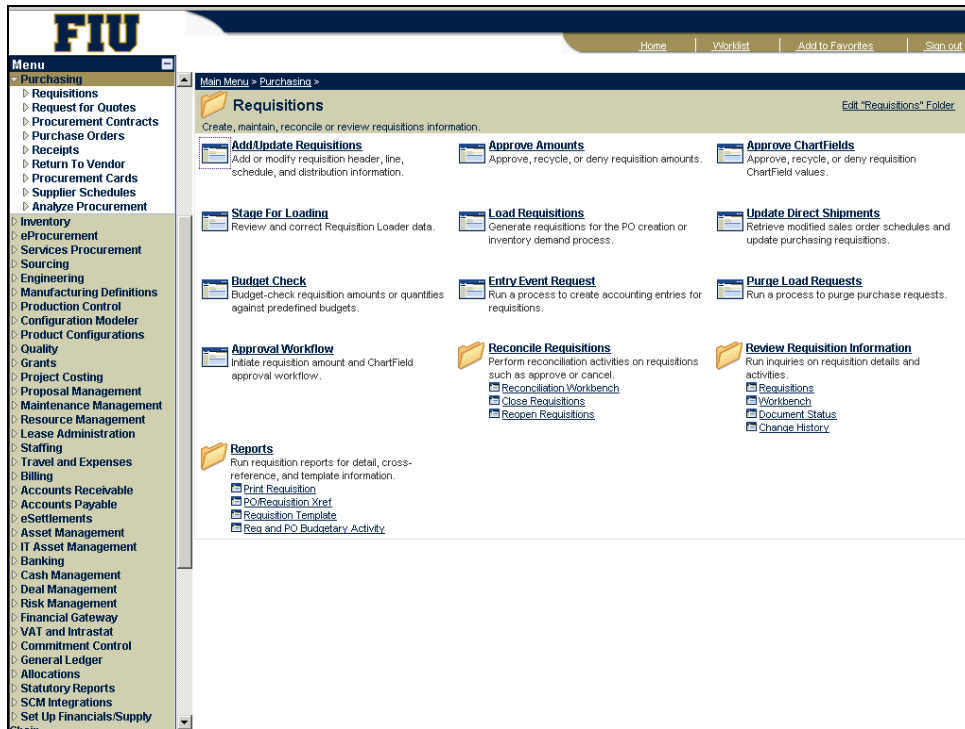 FIU
Home Worklist Add to Favorites Sign out
Menu
Purchasing
Requisitions
Request for Quotes
Procurement Contracts
Purchase Orders
Receipts
Return To Vendor
Procurement Cards
Supplier Schedules
Analyze Procurement
Inventory
eProcurement
Services Procurement
Sourcing
Engineering
Manufacturing Definitions
Production Control
Configuration Modeler
Product Configurations
Quality
Grants
Project Costing
Proposal Management
Maintenance Management
Resource Management
Lease Administration
Staffing
Travel and Expenses
Billing
Accounts Receivable
Accounts Payable
eSettlements
Asset Management
IT Asset Management
Banking
Cash Management
Deal Management
Risk Management
Financial Gateway
VAT and Intrastat
Commitment Control
General Ledger
Allocations
Statutory Reports
SCM Integrations
Set Up Financials/Supply
Chain
Main Menu > Purchasing >
Requisitions
Edit "Requisitions" Folder
Create, maintain, reconcile or review requisitions information.
Add/Update Requisitions
Add or modify requisition header, line,
schedule, and distribution information.
Approve Amounts
Approve, recycle, or deny requisition amounts.
Approve ChartFields
Approve, recycle, or deny requisition
ChartField values.
Stage For Loading
Review and correct Requisition Loader data.
Load Requisitions
Generate requisitions for the PO creation or
inventory demand process.
Update Direct Shipments
Retrieve modified sales order schedules and
update purchasing requisitions.
Budget Check
Budget-check requisition amounts or quantities
against predefined budgets.
Entry Event Request
Run a process to create accounting entries for
requisitions.
Purge Load Requests
Run a process to purge purchase requests.
Approval Workflow
Initiate requisition amount and ChartField
approval workflow.
Reconcile Requisitions
Perform reconciliation activities on requisitions
such as approve or cancel.
Reconciliation Workbench
Close Requisitions
Reopen Requisitions
Review Requisition Information
Run inquiries on requisition details and
activities.
Requisitions
Workbench
Document Status
Change History
Reports
Run requisition reports for detail, cross-
reference, and template information.
Print Requisition
PO/Requisition Xref
Requisition Template
Req and PO Budgetary Activity